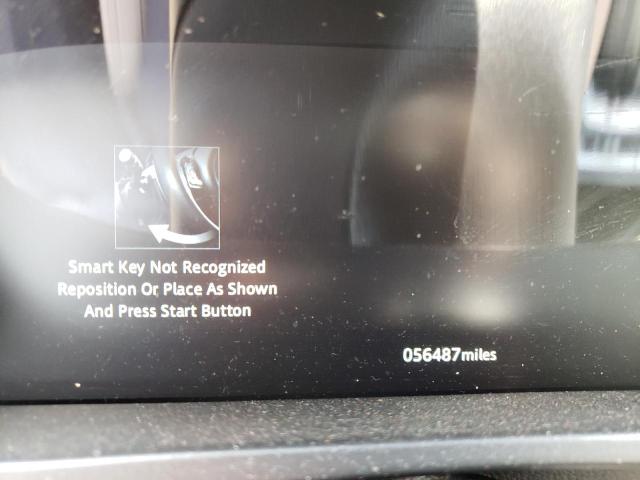 Smart Key Not Recognized
Reposition Or Place As Shown
And Press Start Button
056487miles